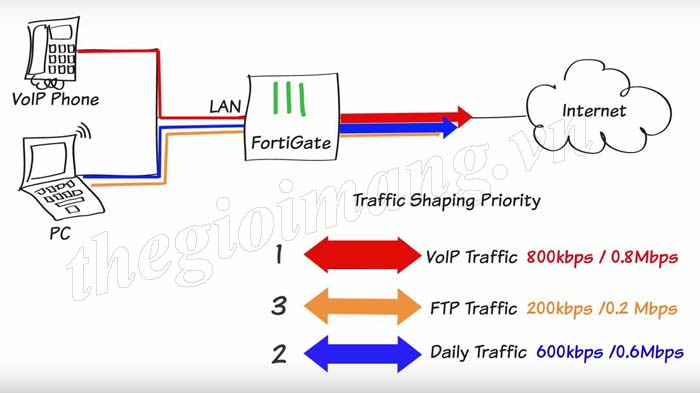 VoIP Phone
LAN
FortiGate
Internet
PC
Traffic Shaping Priority
1 VoIP Traffic 800kbps / 0.8Mbps
3 FTP Traffic 200kbps /0.2 Mbps
2 Daily Traffic 600kbps /0.6Mbps
thegioimang.vn